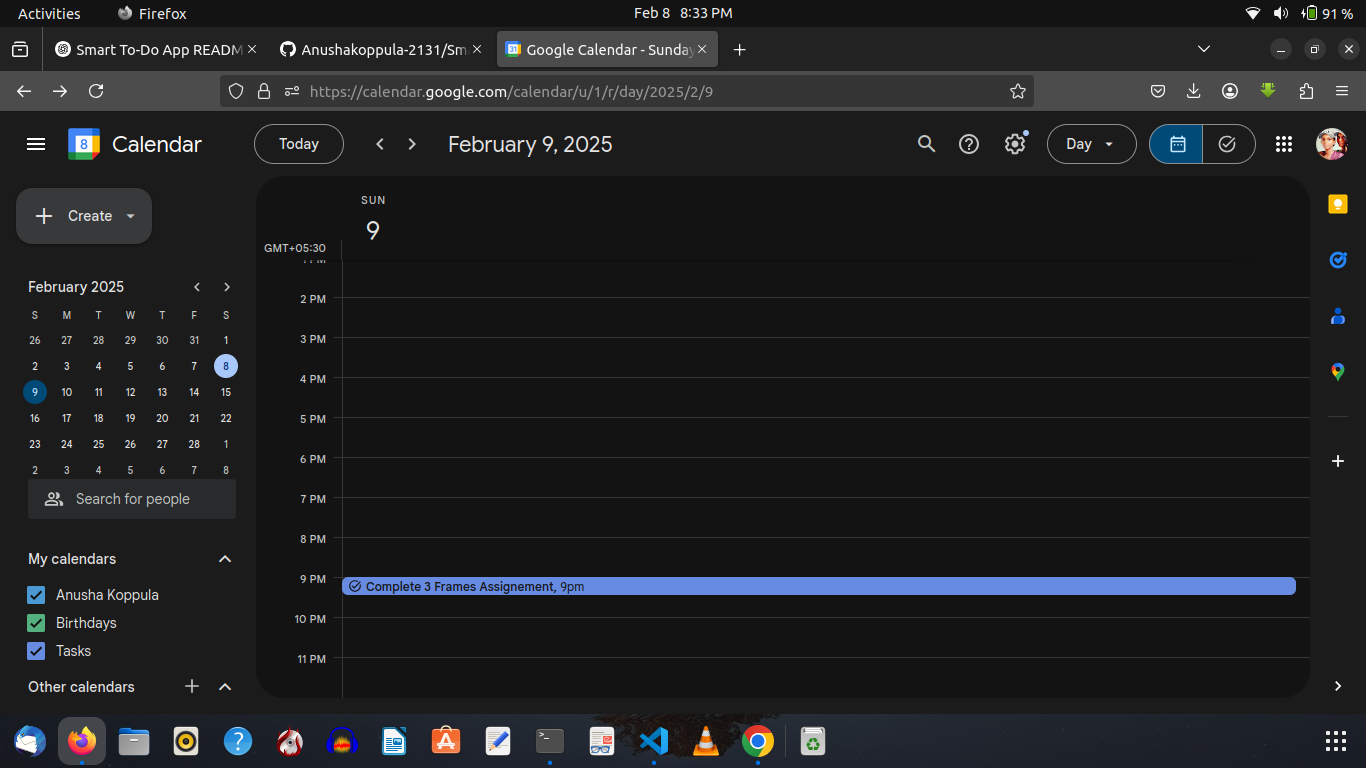 Activities Firefox Feb 8 8:33 PM 91 %
Smart To-Do App READM Anushakoppula-2131/Sm Google Calendar - Sunday
https://calendar.google.com/calendar/u/1/r/day/2025/2/9
8 Calendar Today February 9, 2025 Day
Create
SUN
9
GMT+05:30
1 PM
2 PM
3 PM
4 PM
5 PM
6 PM
7 PM
8 PM
9 PM Complete 3 Frames Assignement, 9pm
10 PM
11 PM
February 2025
S M T W T F S
26 27 28 29 30 31 1
2 3 4 5 6 7 8
9 10 11 12 13 14 15
16 17 18 19 20 21 22
23 24 25 26 27 28 1
2 3 4 5 6 7 8
Search for people
My calendars
Anusha Koppula
Birthdays
Tasks
Other calendars